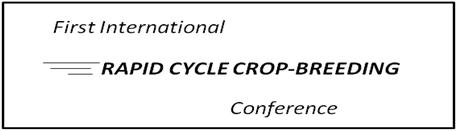 First International
RAPID CYCLE CROP-BREEDING
Conference